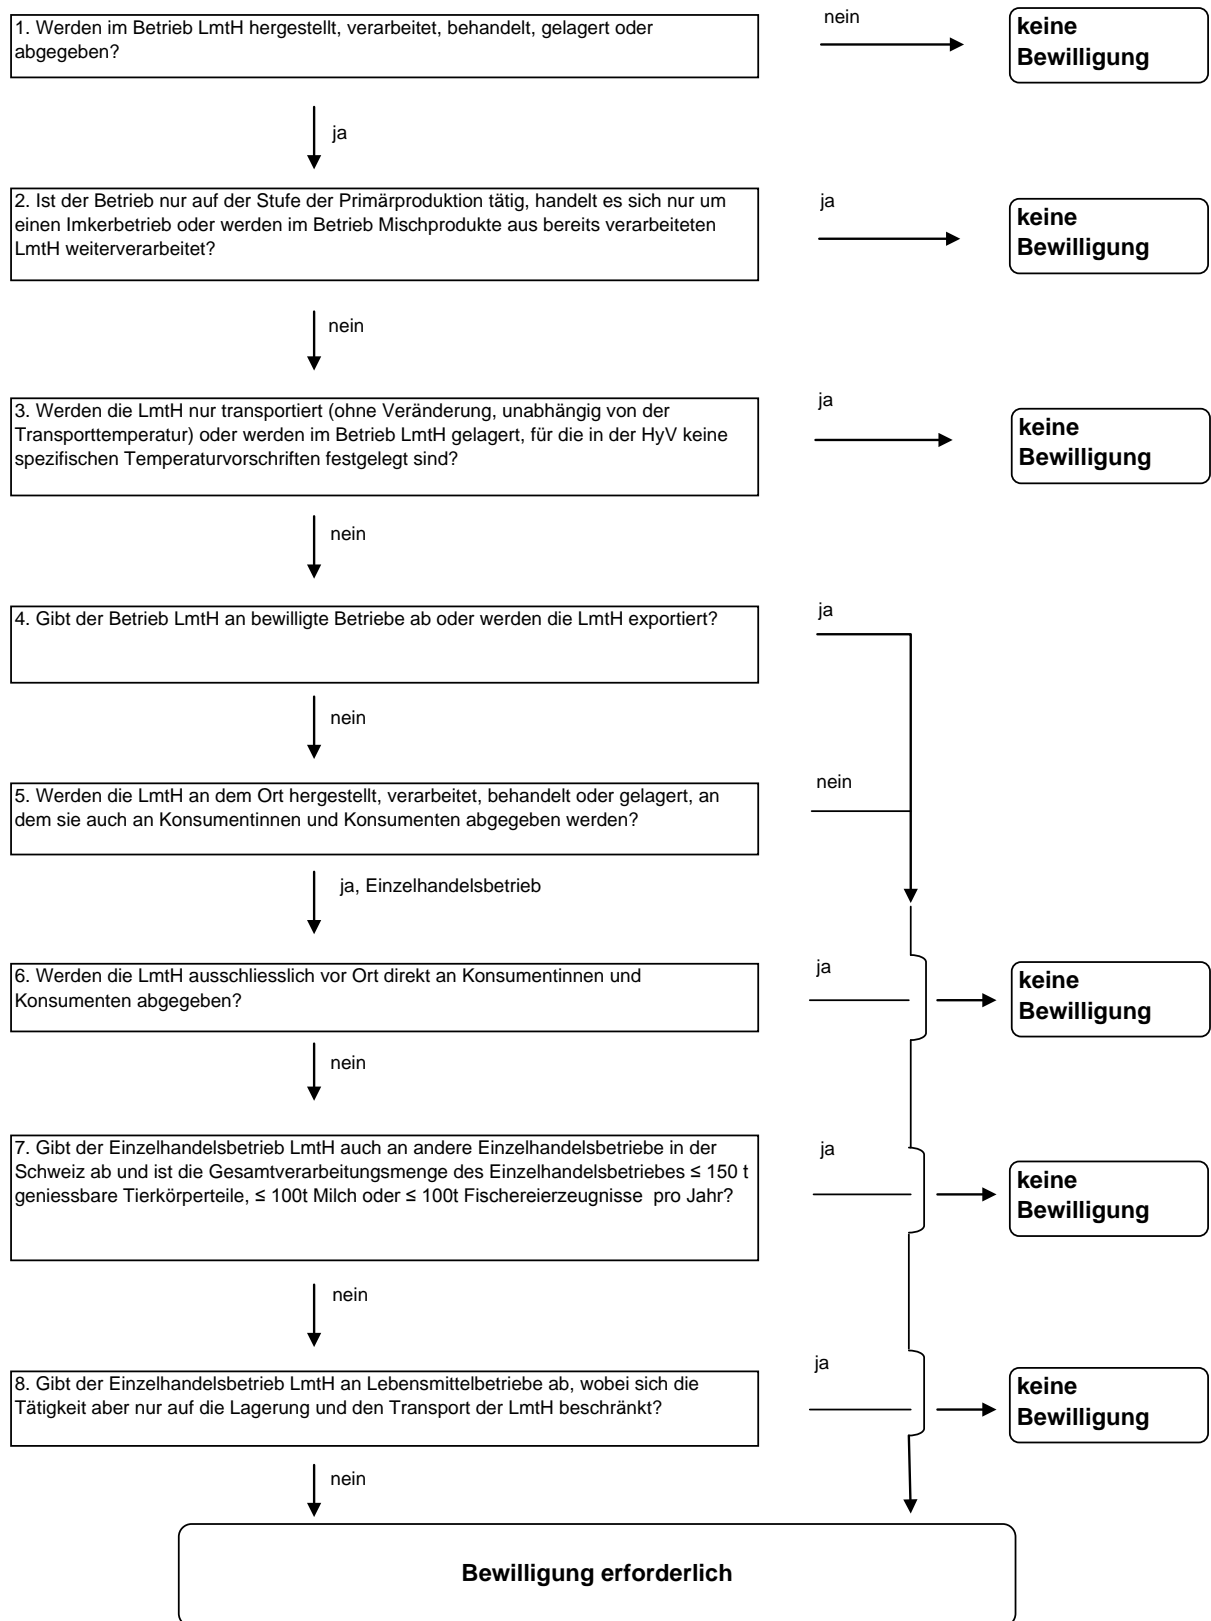 1. Werden im Betrieb LmtH hergestellt, verarbeitet, behandelt, gelagert oder
abgegeben?
nein
keine
Bewilligung
ja
2. Ist der Betrieb nur auf der Stufe der Primärproduktion tätig, handelt es sich nur um
einen Imkerbetrieb oder werden im Betrieb Mischprodukte aus bereits verarbeiteten
LmtH weiterverarbeitet?
ja
keine
Bewilligung
nein
3. Werden die LmtH nur transportiert (ohne Veränderung, unabhängig von der
Transporttemperatur) oder werden im Betrieb LmtH gelagert, für die in der HyV keine
spezifischen Temperaturvorschriften festgelegt sind?
ja
keine
Bewilligung
nein
4. Gibt der Betrieb LmtH an bewilligte Betriebe ab oder werden die LmtH exportiert?
ja
nein
5. Werden die LmtH an dem Ort hergestellt, verarbeitet, behandelt oder gelagert, an
dem sie auch an Konsumentinnen und Konsumenten abgegeben werden?
nein
ja, Einzelhandelsbetrieb
6. Werden die LmtH ausschliesslich vor Ort direkt an Konsumentinnen und
Konsumenten abgegeben?
ja
keine
Bewilligung
nein
7. Gibt der Einzelhandelsbetrieb LmtH auch an andere Einzelhandelsbetriebe in der
Schweiz ab und ist die Gesamtverarbeitungsmenge des Einzelhandelsbetriebes ≤ 150 t
geniessbare Tierkörperteile, ≤ 100t Milch oder ≤ 100t Fischereierzeugnisse pro Jahr?
ja
keine
Bewilligung
nein
8. Gibt der Einzelhandelsbetrieb LmtH an Lebensmittelbetriebe ab, wobei sich die
Tätigkeit aber nur auf die Lagerung und den Transport der LmtH beschränkt?
ja
keine
Bewilligung
nein
Bewilligung erforderlich